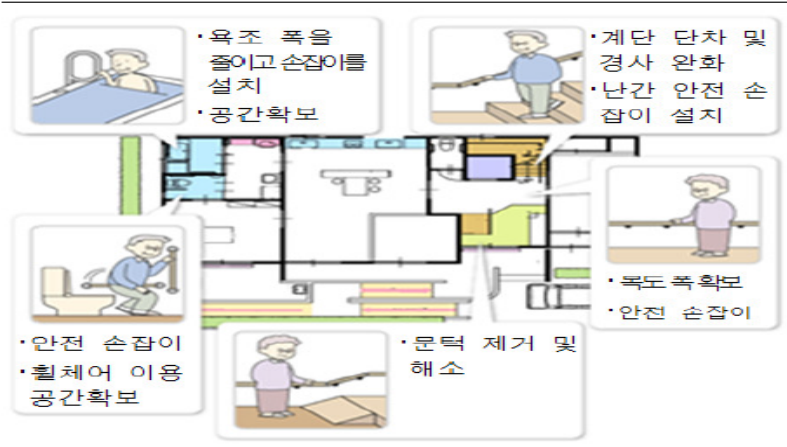 ·욕조 폭을
줄이고 손잡이를
설치
·공간확보
·계단 단차 및
경사 완화
·난간 안전 손
잡이 설치
·복도 폭 확보
·안전 손잡이
·안전 손잡이
·휠체어 이용
공간확보
·문턱 제거 및
해소